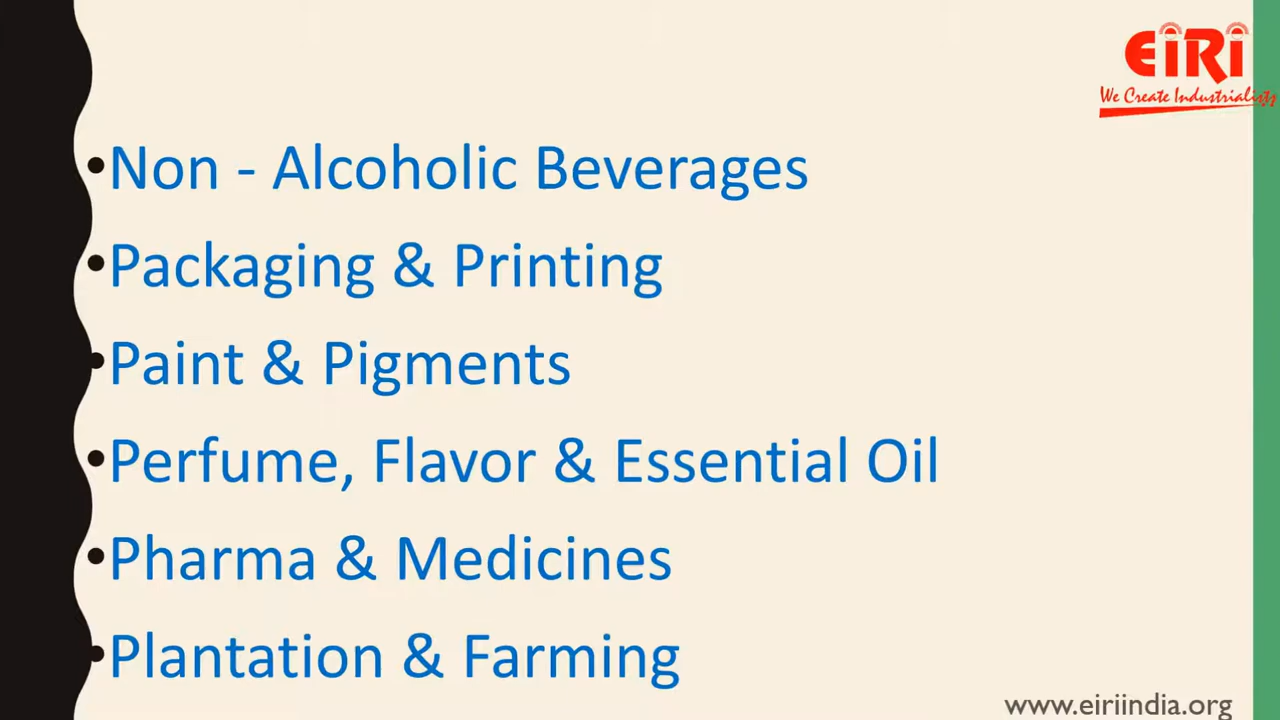 EiRi
We Create Industrialists
•Non - Alcoholic Beverages
•Packaging & Printing
•Paint & Pigments
•Perfume, Flavor & Essential Oil
•Pharma & Medicines
•Plantation & Farming
www.eiriindia.org